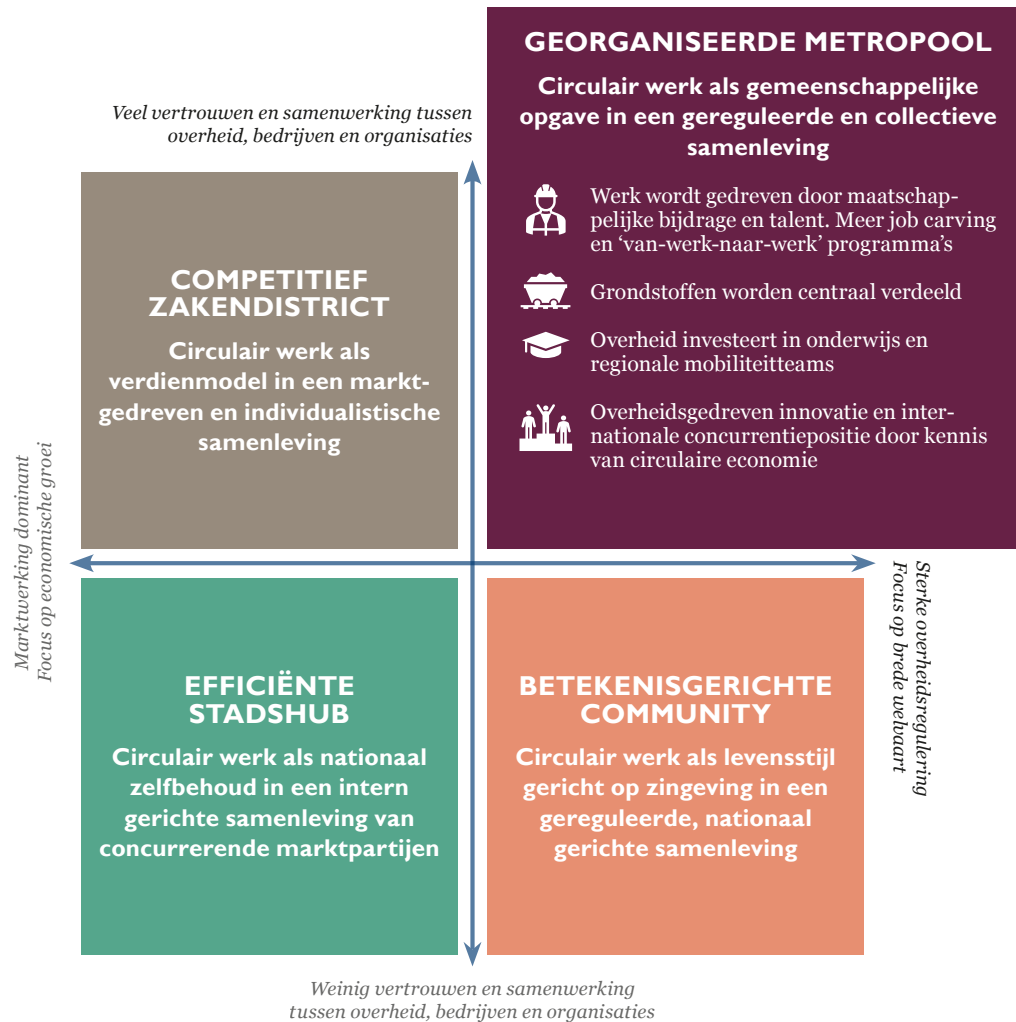 GEORGANISEERDE METROPOOL
Circulair werk als gemeenschappelijke
opgave in een gereguleerde en collectieve
samenleving
Werk wordt gedreven door maatschap-
pelijke bijdrage en talent. Meer job carving
en ‘van-werk-naar-werk’ programma’s
Grondstoffen worden centraal verdeeld
Overheid investeert in onderwijs en
regionale mobiliteitteams
Overheidsgedreven innovatie en inter-
nationale concurrentiepositie door kennis
van circulaire economie
Veel vertrouwen en samenwerking tussen
overheid, bedrijven en organisaties
COMPETITIEF
ZAKENDISTRICT
Circulair werk als
verdienmodel in een markt-
gedreven en individualistische
samenleving
Marktwerking dominant
Focus op economische groei
Sterke overheidsregulering
Focus op brede welvaart
EFFICIËNTE
STADSHUB
Circulair werk als nationaal
zelfbehoud in een intern
gerichte samenleving van
concurrerende marktpartijen
BETEKENISGERICHTE
COMMUNITY
Circulair werk als levensstijl
gericht op zingeving in een
gereguleerde, nationaal
gerichte samenleving
Weinig vertrouwen en samenwerking
tussen overheid, bedrijven en organisaties